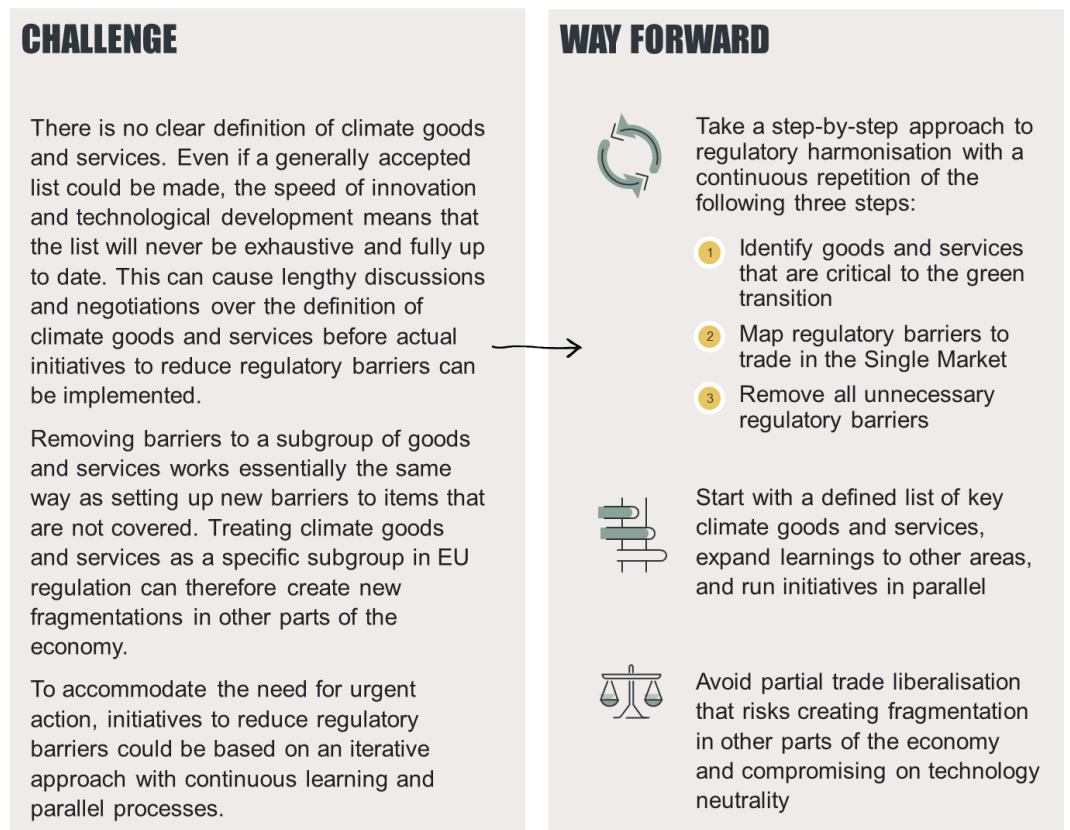 CHALLENGE
There is no clear definition of climate goods
and services. Even if a generally accepted
list could be made, the speed of innovation
and technological development means that
the list will never be exhaustive and fully up
to date. This can cause lengthy discussions
and negotiations over the definition of
climate goods and services before actual
initiatives to reduce regulatory barriers can
be implemented.
Removing barriers to a subgroup of goods
and services works essentially the same
way as setting up new barriers to items that
are not covered. Treating climate goods
and services as a specific subgroup in EU
regulation can therefore create new
fragmentations in other parts of the
economy.
To accommodate the need for urgent
action, initiatives to reduce regulatory
barriers could be based on an iterative
approach with continuous learning and
parallel processes.
WAY FORWARD
Take a step-by-step approach to
regulatory harmonisation with a
continuous repetition of the
following three steps:
1 Identify goods and services
that are critical to the green
transition
2 Map regulatory barriers to
trade in the Single Market
3 Remove all unnecessary
regulatory barriers
Start with a defined list of key
climate goods and services,
expand learnings to other areas,
and run initiatives in parallel
Avoid partial trade liberalisation
that risks creating fragmentation
in other parts of the economy
and compromising on technology
neutrality